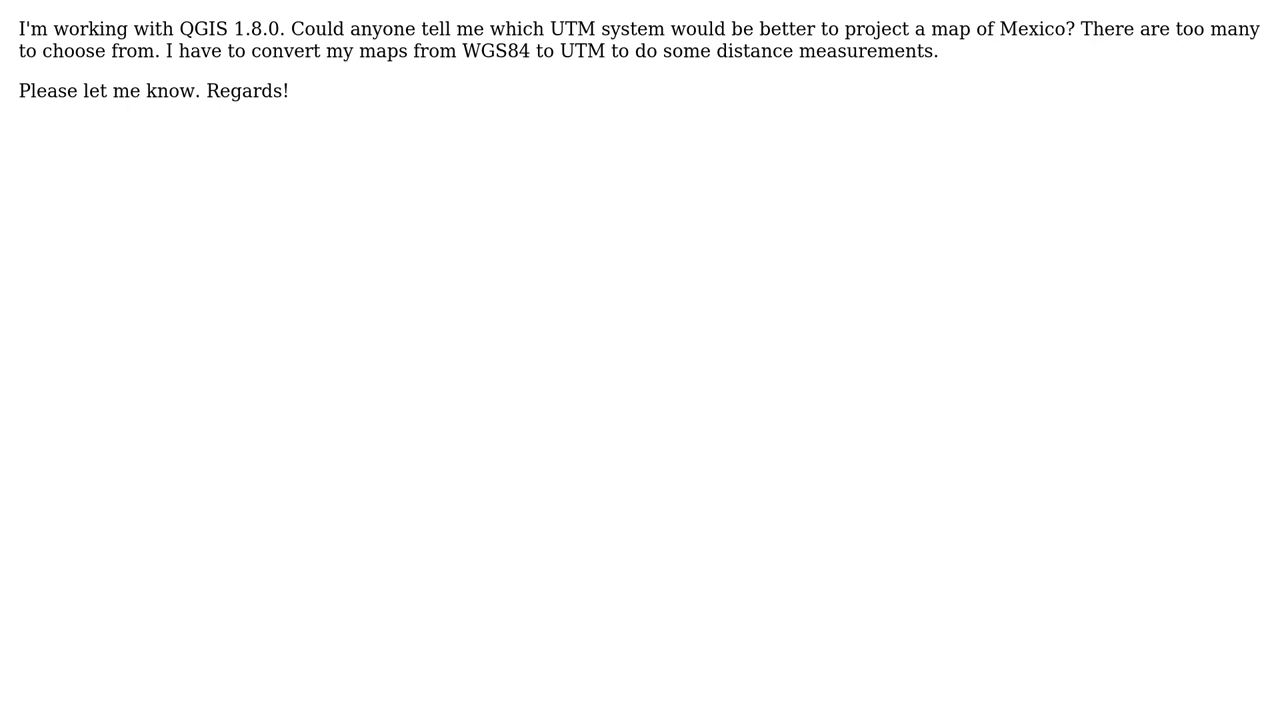 I'm working with QGIS 1.8.0. Could anyone tell me which UTM system would be better to project a map of Mexico? There are too many
to choose from. I have to convert my maps from WGS84 to UTM to do some distance measurements.
Please let me know. Regards!